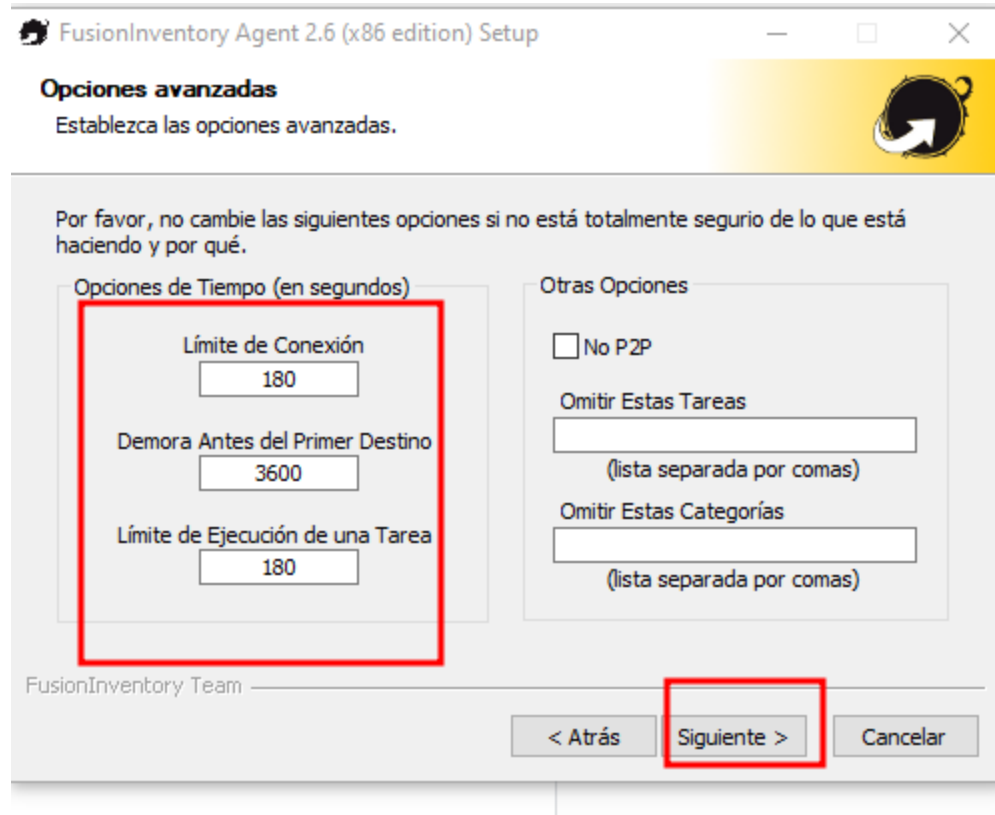 FusionInventory Agent 2.6 (x86 edition) Setup
Opciones avanzadas
Establezca las opciones avanzadas.
Por favor, no cambie las siguientes opciones si no está totalmente segurio de lo que está
haciendo y por qué.
Opciones de Tiempo (en segundos)
Límite de Conexión
180
Demora Antes del Primer Destino
3600
Límite de Ejecución de una Tarea
180
Otras Opciones
No P2P
Omitir Estas Tareas
(lista separada por comas)
Omitir Estas Categorías
(lista separada por comas)
FusionInventory Team
< Atrás
Siguiente >
Cancelar